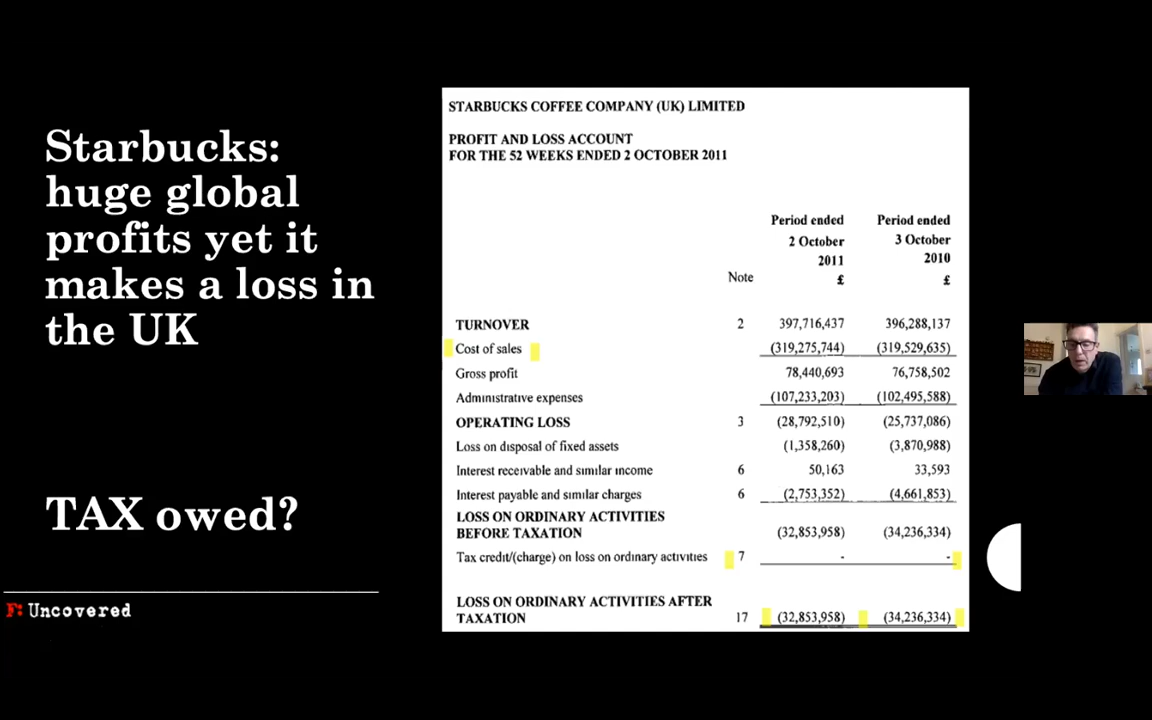 Starbucks:
huge global
profits yet it
makes a loss in
the UK
TAX owed?
F: Uncovered
STARBUCKS COFFEE COMPANY (UK) LIMITED
PROFIT AND LOSS ACCOUNT
FOR THE 52 WEEKS ENDED 2 OCTOBER 2011
Period ended Period ended
2 October 3 October
2011 2010
Note £ £
TURNOVER 2 397,716,437 396,288,137
Cost of sales (319,275,744) (319,529,635)
Gross profit 78,440,693 76,758,502
Administrative expenses (107,233,203) (102,495,588)
OPERATING LOSS 3 (28,792,510) (25,737,086)
Loss on disposal of fixed assets (1,358,260) (3,870,988)
Interest receivable and similar income 6 50,163 33,593
Interest payable and similar charges 6 (2,753,352) (4,661,853)
LOSS ON ORDINARY ACTIVITIES
BEFORE TAXATION (32,853,958) (34,236,334)
Tax credit/(charge) on loss on ordinary activities 7 - -
LOSS ON ORDINARY ACTIVITIES AFTER
TAXATION 17 (32,853,958) (34,236,334)